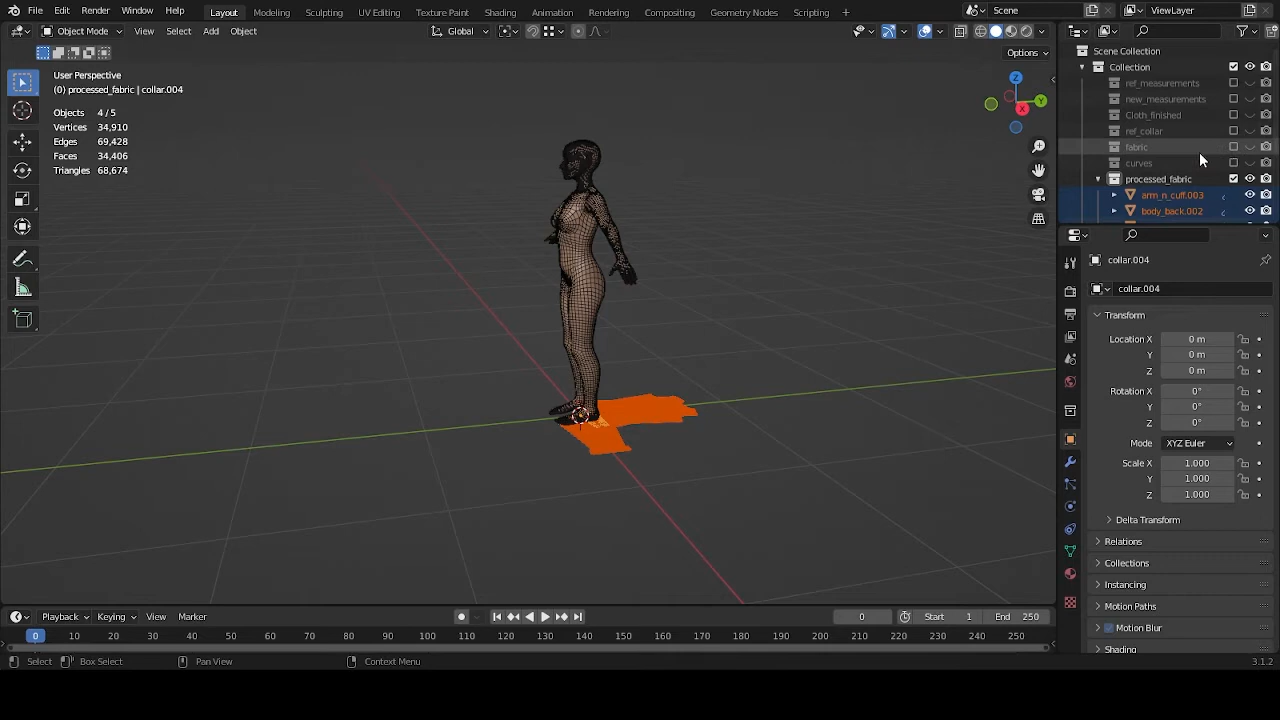 File Edit Render Window Help Layout Modeling Sculpting UV Editing Texture Paint Shading Animation Rendering Compositing Geometry Nodes Scripting + Scene ViewLayer
Object Mode View Select Add Object Global
Options
User Perspective
(0) processed_fabric | collar.004
Objects 4 / 5
Vertices 34,910
Edges 69,428
Faces 34,406
Triangles 68,674
Z
Y
X
Scene Collection
Collection
ref_measurements
new_measurements
Cloth_finished
ref_collar
fabric
curves
processed_fabric
arm_n_cuff.003
body_back.002
collar.004
collar.004
Transform
Location X 0 m
Y 0 m
Z 0 m
Rotation X 0°
Y 0°
Z 0°
Mode XYZ Euler
Scale X 1.000
Y 1.000
Z 1.000
Delta Transform
Relations
Collections
Instancing
Motion Paths
Motion Blur
Shading
Playback Keying View Marker 0 Start 1 End 250
0 10 20 30 40 50 60 70 80 90 100 110 120 130 140 150 160 170 180 190 200 210 220 230 240 250
Select Box Select Pan View Context Menu 3.1.2